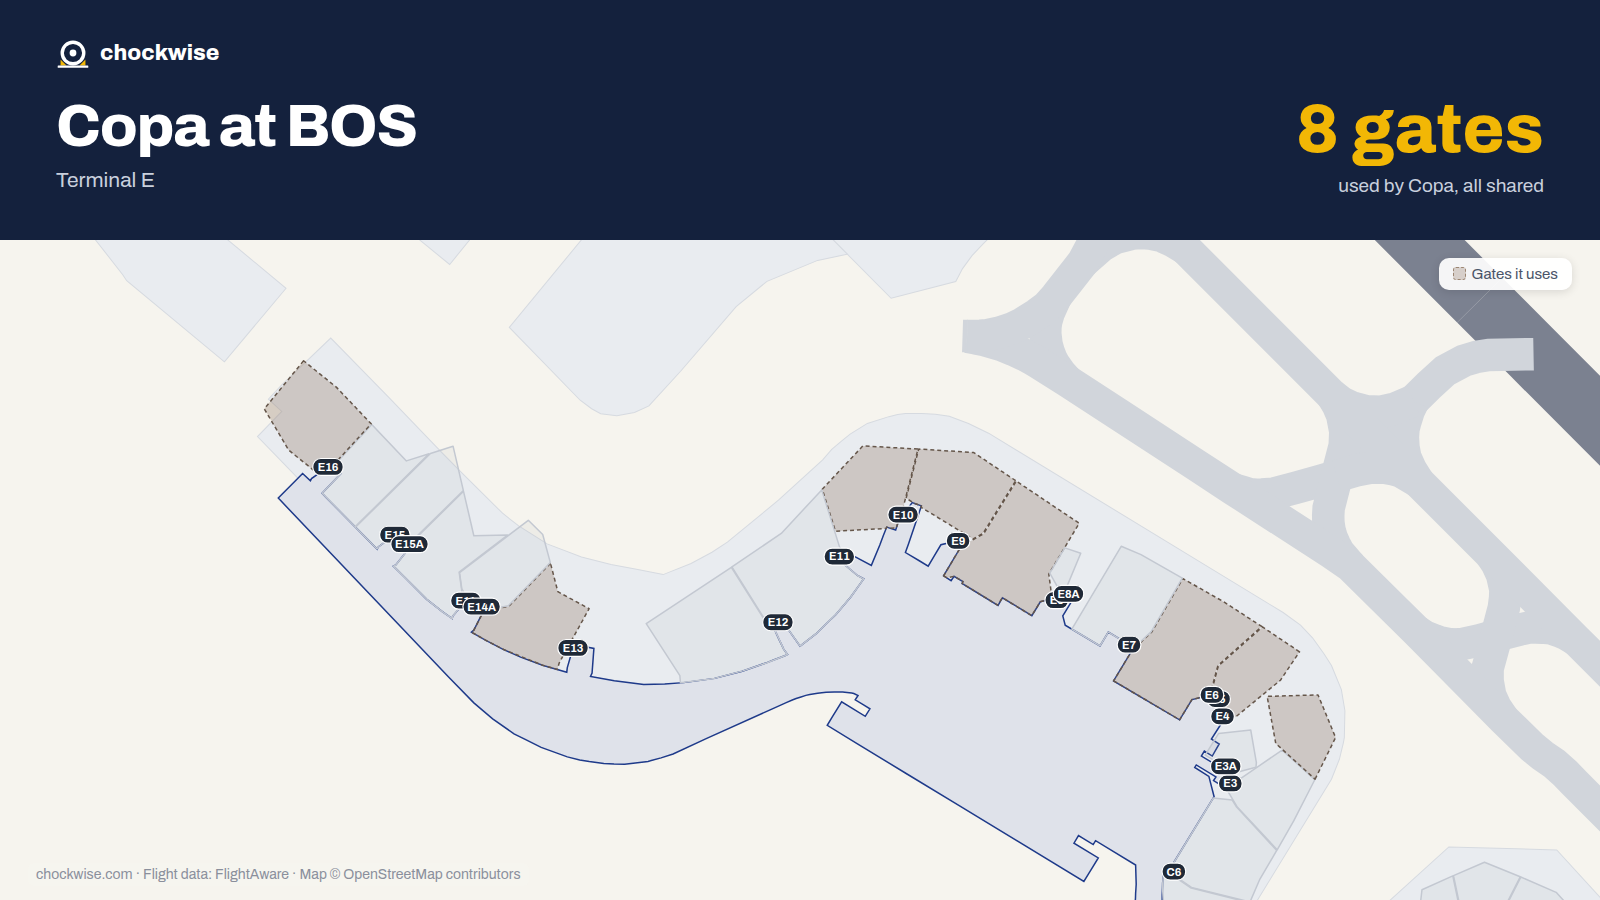 chockwise
Copa at BOS
Terminal E
8 gates
used by Copa, all shared
Gates it uses
E16
E15A
E14A
E13
E12
E11
E10
E9
E8A
E7
E6
E4
E3A
E3
C6
chockwise.com · Flight data: FlightAware · Map © OpenStreetMap contributors